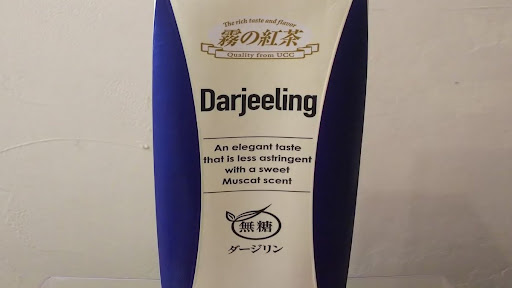 The rich taste and flavor
霧の紅茶
Quality from UCC
Darjeeling
An elegant taste
that is less astringent
with a sweet
Muscat scent
無糖
ダージリン